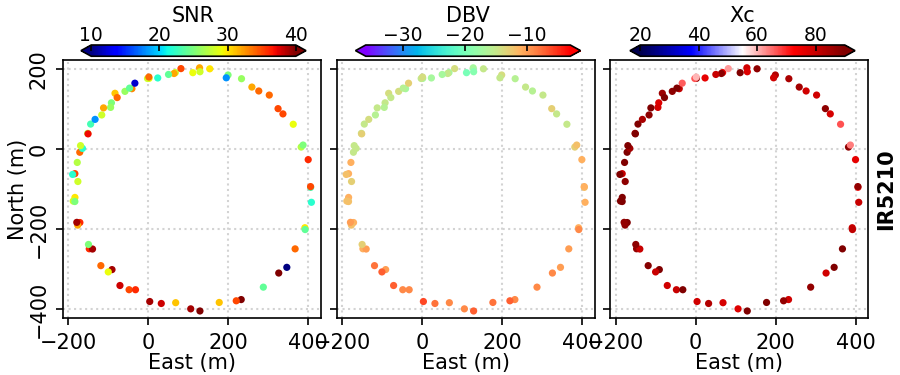 SNR DBV Xc
10 20 30 40 −30 −20 −10 20 40 60 80
200
0
−200
−400
North (m)
IR5210
−200 0 200 400 −200 0 200 400 −200 0 200 400
East (m) East (m) East (m)